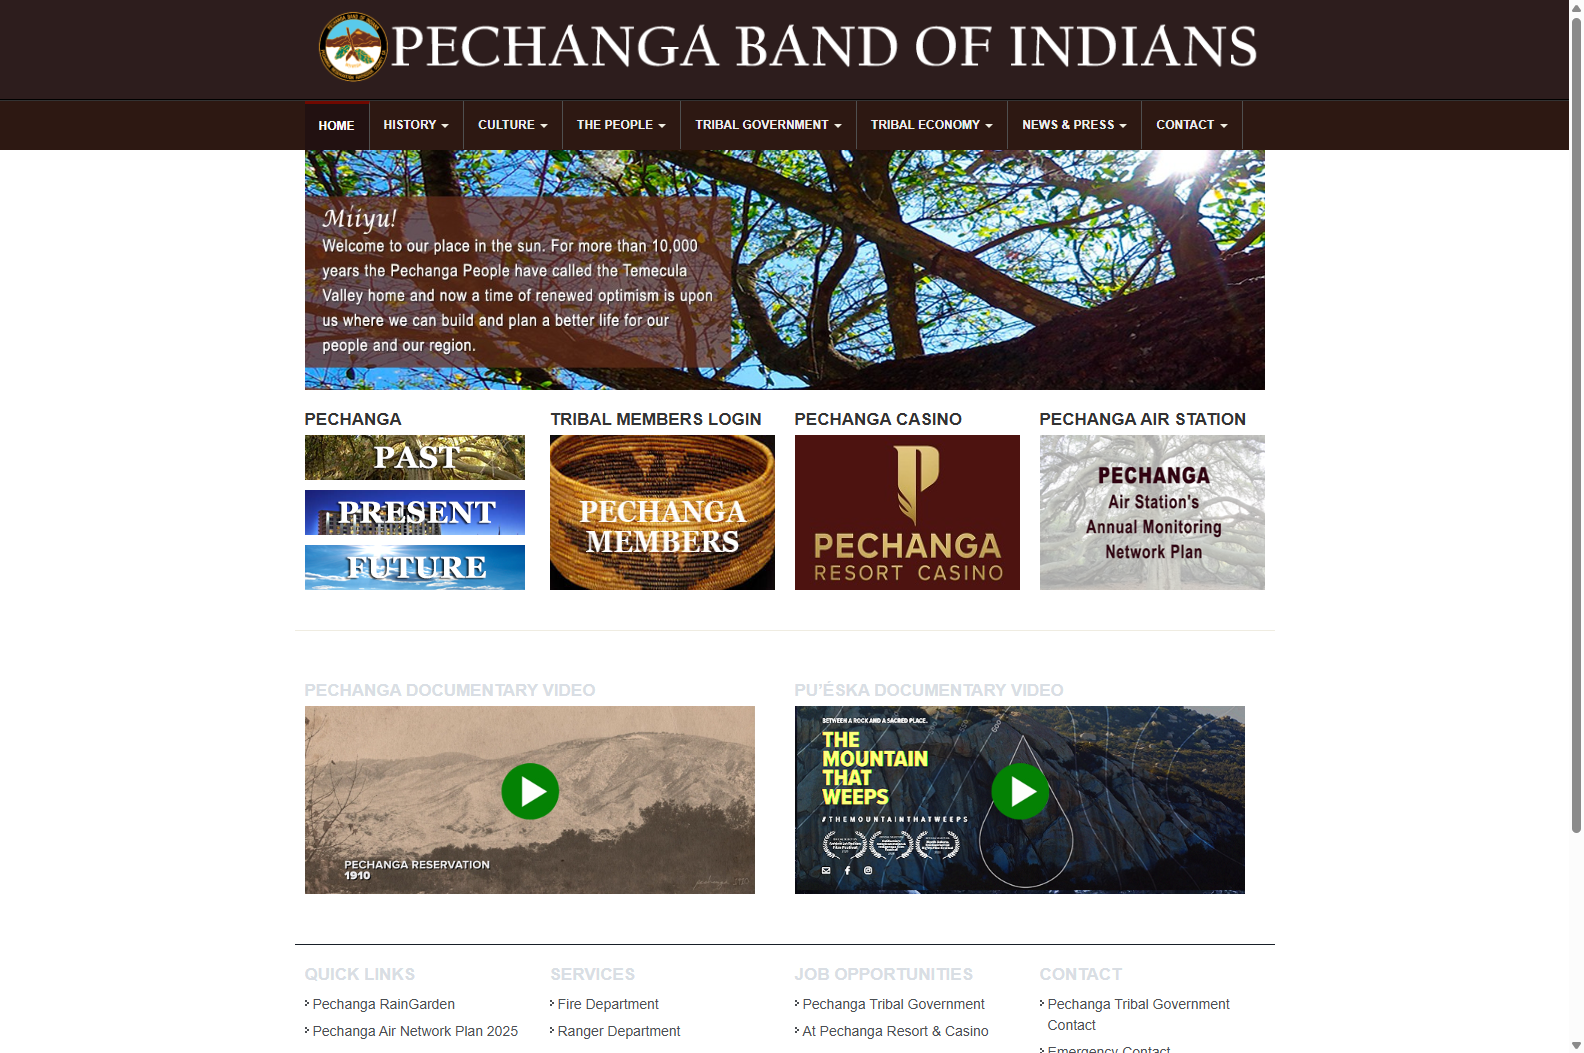 PECHANGA BAND OF INDIANS
HOME
HISTORY
CULTURE
THE PEOPLE
TRIBAL GOVERNMENT
TRIBAL ECONOMY
NEWS & PRESS
CONTACT
Míiyu!
Welcome to our place in the sun. For more than 10,000
years the Pechanga People have called the Temecula
Valley home and now a time of renewed optimism is upon
us where we can build and plan a better life for our
people and our region.
PECHANGA
PAST
PRESENT
FUTURE
TRIBAL MEMBERS LOGIN
PECHANGA
MEMBERS
PECHANGA CASINO
PECHANGA
RESORT CASINO
PECHANGA AIR STATION
PECHANGA
Air Station's
Annual Monitoring
Network Plan
PECHANGA DOCUMENTARY VIDEO
PECHANGA RESERVATION
1910
PU'ÉSKA DOCUMENTARY VIDEO
BETWEEN A ROCK AND A SACRED PLACE.
THE
MOUNTAIN
THAT
WEEPS
#THEMOUNTAINTHATWEEPS
QUICK LINKS
Pechanga RainGarden
Pechanga Air Network Plan 2025
SERVICES
Fire Department
Ranger Department
JOB OPPORTUNITIES
Pechanga Tribal Government
At Pechanga Resort & Casino
CONTACT
Pechanga Tribal Government
Contact
Emergency Contact